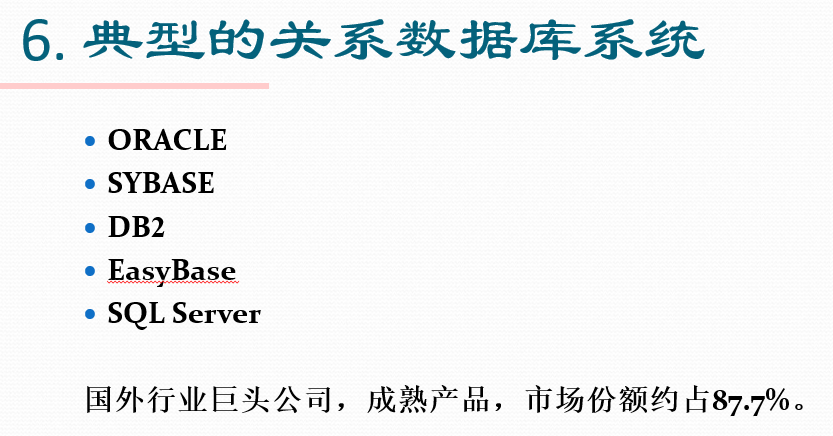 6. 典型的关系数据库系统
• ORACLE
• SYBASE
• DB2
• EasyBase
• SQL Server
国外行业巨头公司，成熟产品，市场份额约占87.7%。